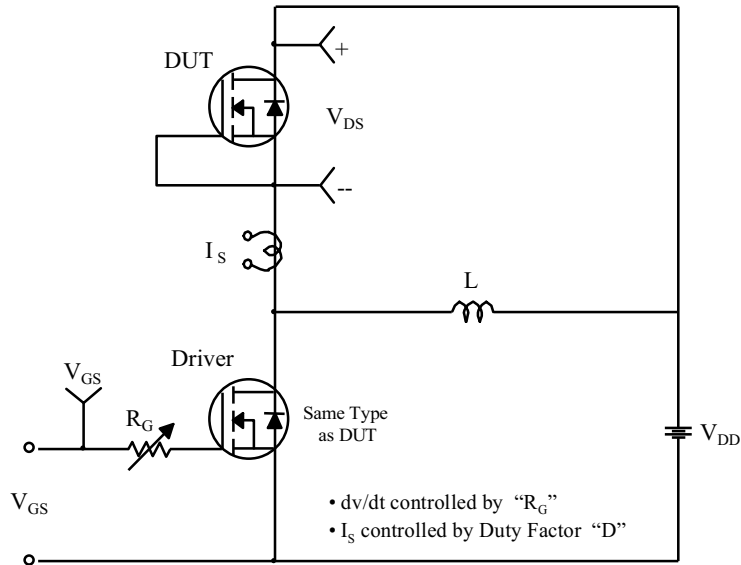 DUT
+
V_DS
--
I_S
L
Driver
V_GS
R_G
Same Type
as DUT
V_DD
V_GS
• dv/dt controlled by “R_G”
• I_S controlled by Duty Factor “D”